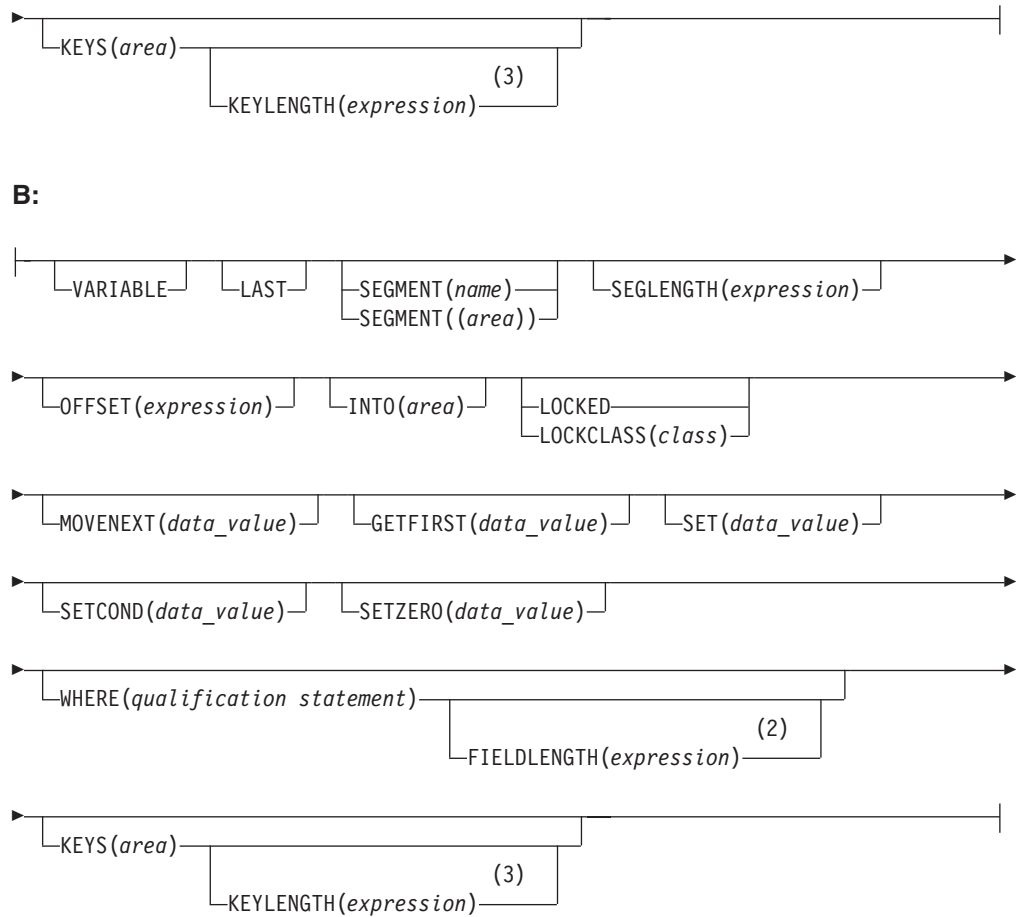 KEYS(area)
(3)
KEYLENGTH(expression)
B:
VARIABLE LAST SEGMENT(name) SEGLENGTH(expression)
SEGMENT((area))
OFFSET(expression) INTO(area) LOCKED
LOCKCLASS(class)
MOVENEXT(data_value) GETFIRST(data_value) SET(data_value)
SETCOND(data_value) SETZERO(data_value)
WHERE(qualification statement)
(2)
FIELDLENGTH(expression)
KEYS(area)
(3)
KEYLENGTH(expression)